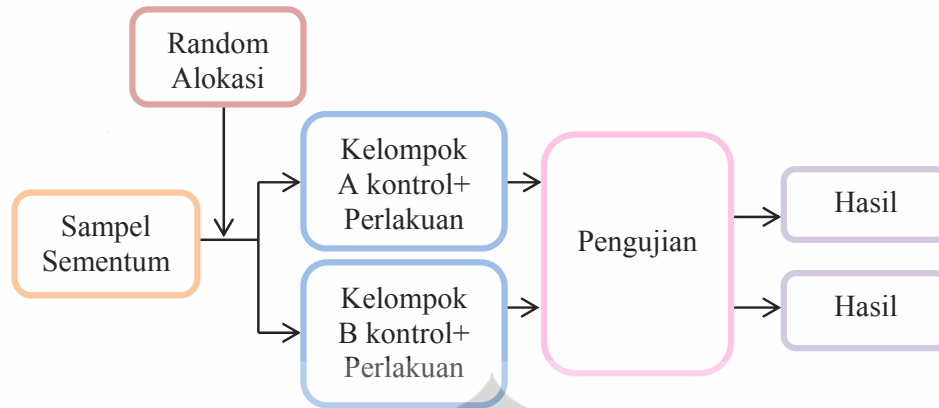 Random
Alokasi
Sampel
Sementum
Kelompok
A kontrol+
Perlakuan
Kelompok
B kontrol+
Perlakuan
Pengujian
Hasil
Hasil